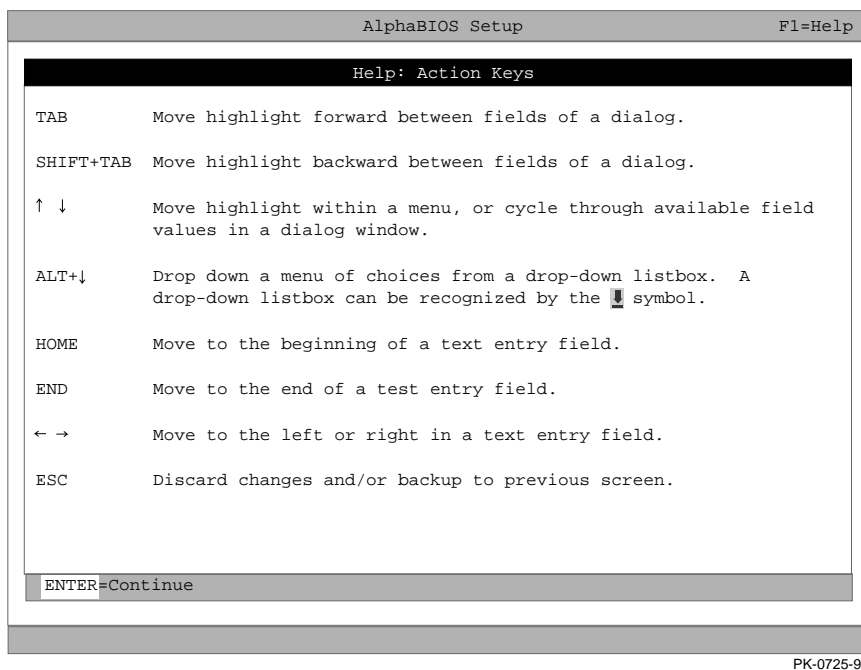 AlphaBIOS Setup F1=Help
Help: Action Keys
TAB Move highlight forward between fields of a dialog.
SHIFT+TAB Move highlight backward between fields of a dialog.
↑ ↓ Move highlight within a menu, or cycle through available field
values in a dialog window.
ALT+↓ Drop down a menu of choices from a drop-down listbox. A
drop-down listbox can be recognized by the ⬇ symbol.
HOME Move to the beginning of a text entry field.
END Move to the end of a test entry field.
← → Move to the left or right in a text entry field.
ESC Discard changes and/or backup to previous screen.
ENTER=Continue
PK-0725-9